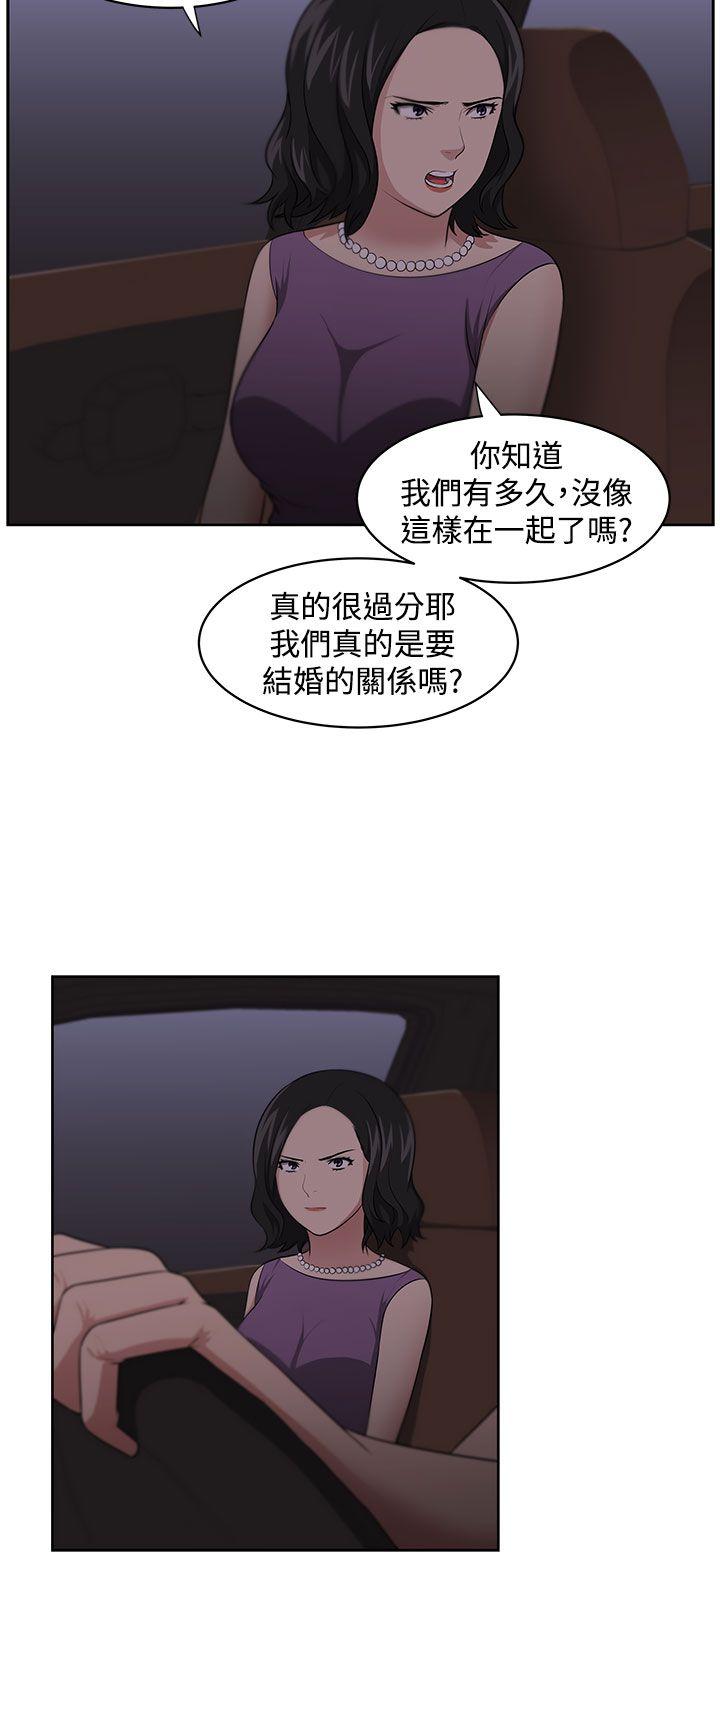 你知道
我們有多久，沒像
這樣在一起了嗎?
真的很過分耶
我們真的是要
結婚的關係嗎?